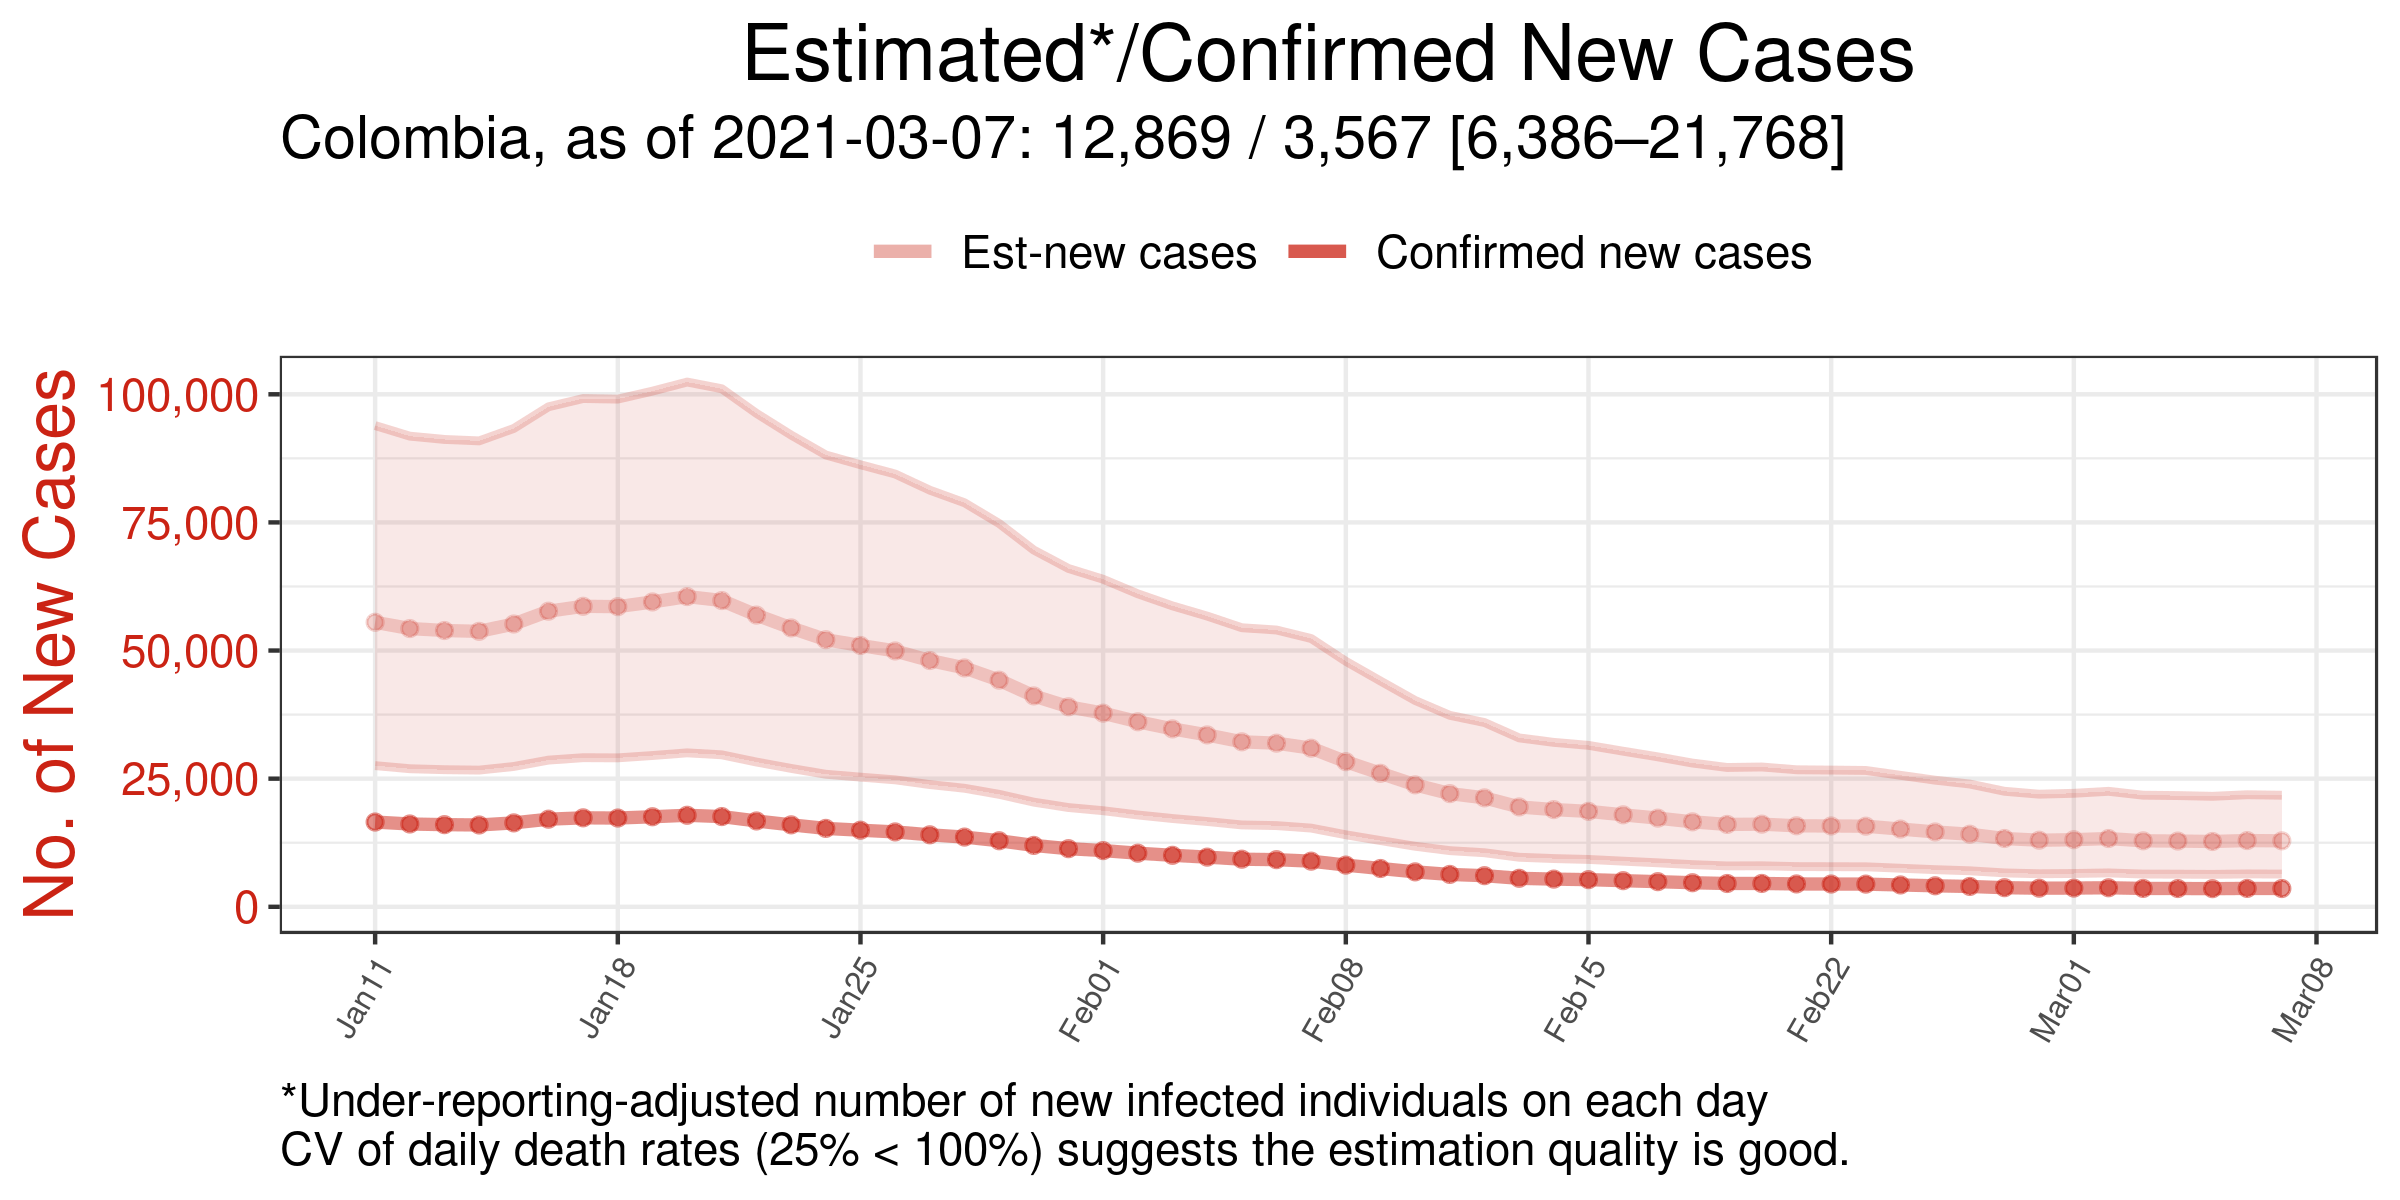 Estimated*/Confirmed New Cases
Colombia, as of 2021-03-07: 12,869 / 3,567 [6,386–21,768]
Est-new cases Confirmed new cases
No. of New Cases
100,000
75,000
50,000
25,000
0
Jan11 Jan18 Jan25 Feb01 Feb08 Feb15 Feb22 Mar01 Mar08
*Under-reporting-adjusted number of new infected individuals on each day
CV of daily death rates (25% < 100%) suggests the estimation quality is good.